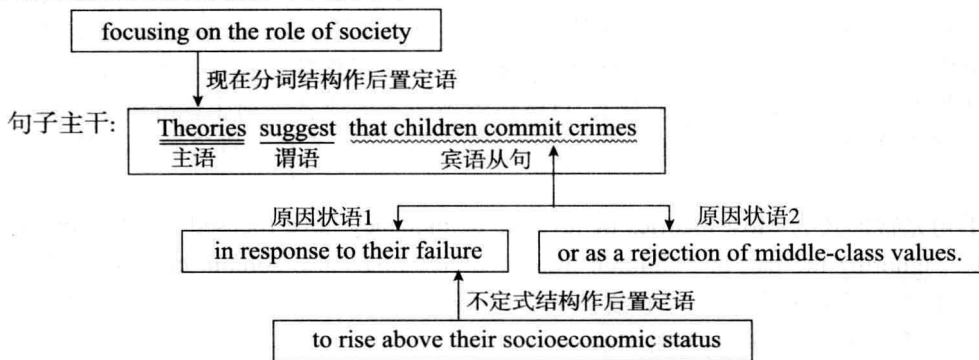 focusing on the role of society
现在分词结构作后置定语
句子主干: Theories suggest that children commit crimes
主语 谓语 宾语从句
原因状语1 原因状语2
in response to their failure or as a rejection of middle-class values.
不定式结构作后置定语
to rise above their socioeconomic status